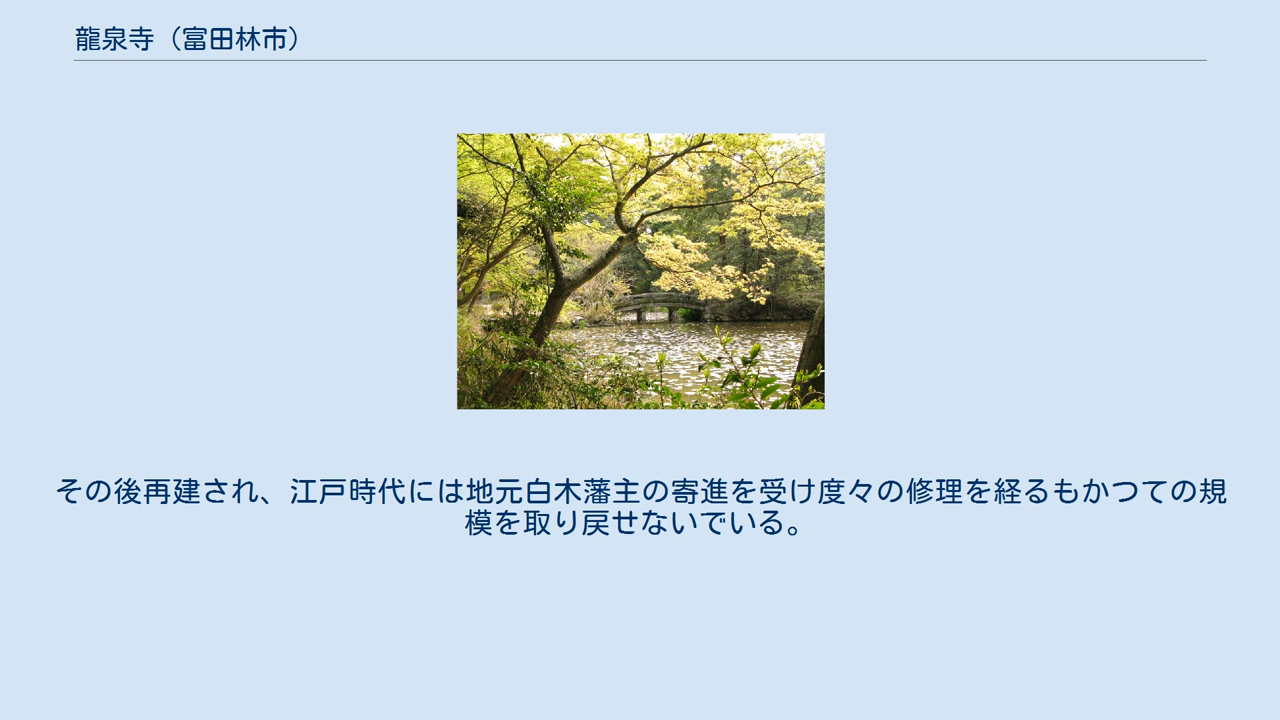 龍泉寺（富田林市）
その後再建され、江戸時代には地元白木藩主の寄進を受け度々の修理を経るもかつての規
模を取り戻せないでいる。